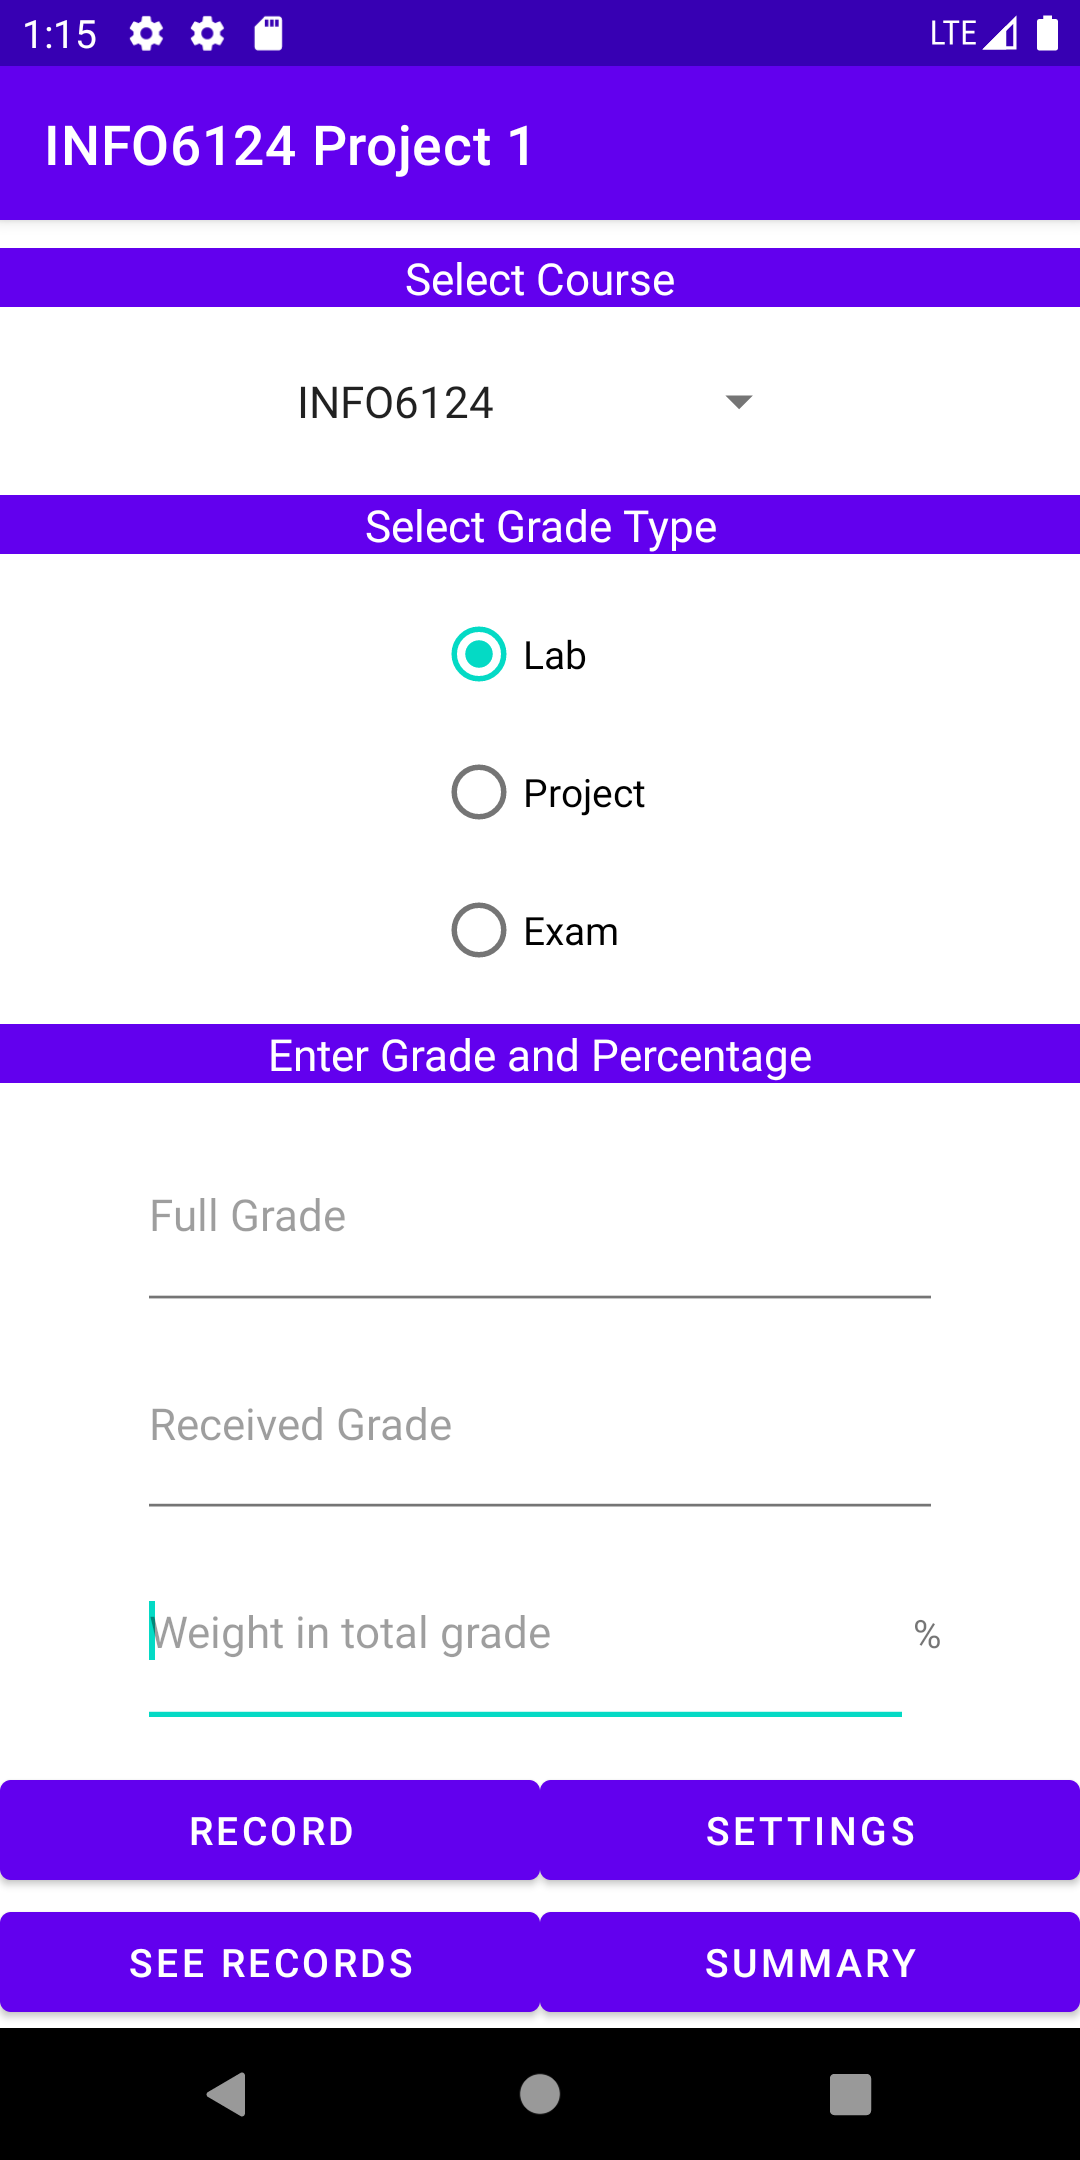 1:15 LTE
INFO6124 Project 1
Select Course
INFO6124
Select Grade Type
Lab
Project
Exam
Enter Grade and Percentage
Full Grade
Received Grade
Weight in total grade %
RECORD SETTINGS
SEE RECORDS SUMMARY